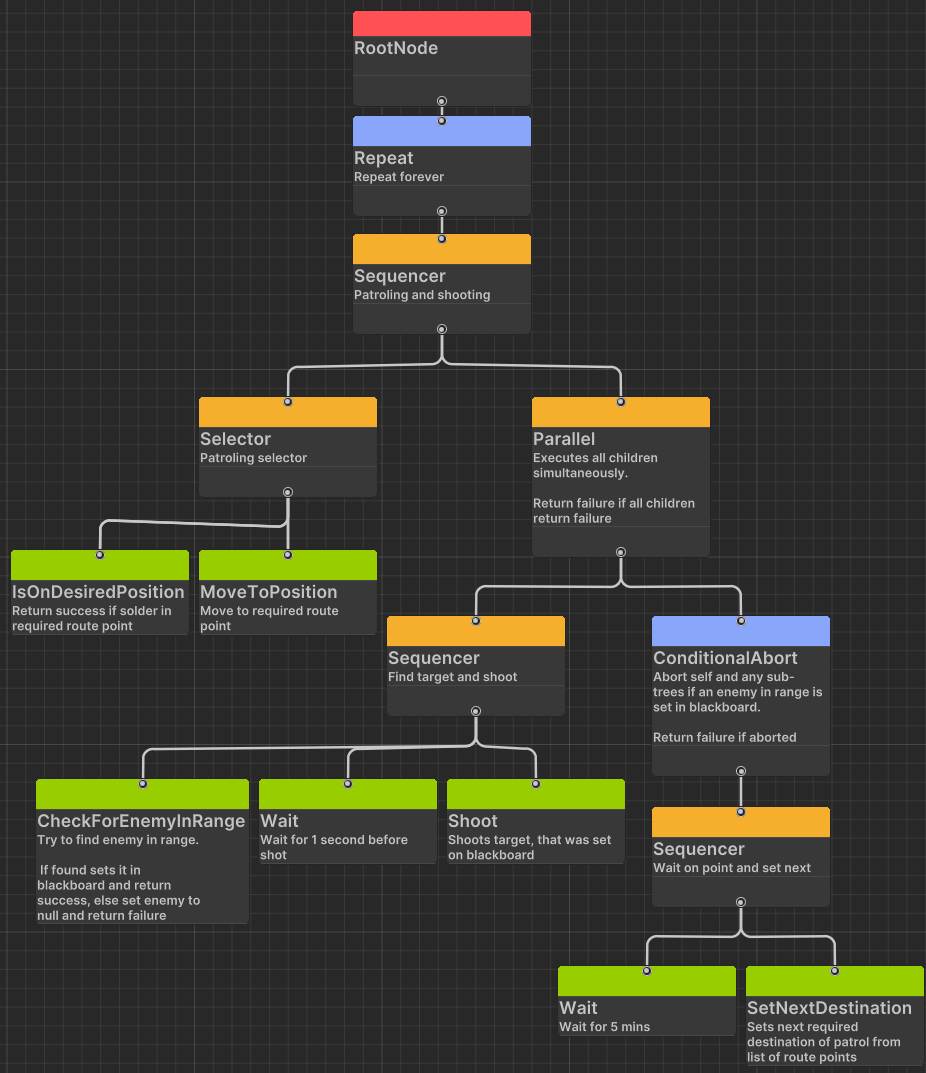 RootNode
Repeat
Repeat forever
Sequencer
Patroling and shooting
Selector
Patroling selector
Parallel
Executes all children
simultaneously.
Return failure if all children
return failure
IsOnDesiredPosition
Return success if solder in
required route point
MoveToPosition
Move to required route
point
Sequencer
Find target and shoot
ConditionalAbort
Abort self and any sub-
trees if an enemy in range is
set in blackboard.
Return failure if aborted
CheckForEnemyInRange
Try to find enemy in range.
If found sets it in
blackboard and return
success, else set enemy to
null and return failure
Wait
Wait for 1 second before
shot
Shoot
Shoots target, that was set
on blackboard
Sequencer
Wait on point and set next
Wait
Wait for 5 mins
SetNextDestination
Sets next required
destination of patrol from
list of route points